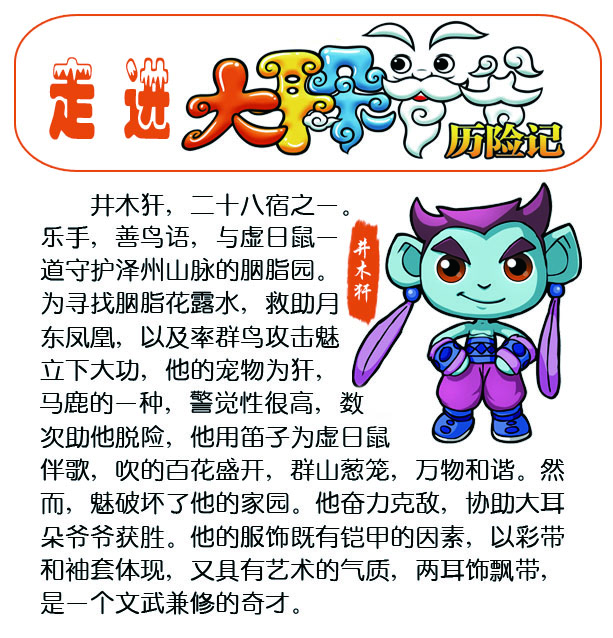 走进大耳朵爷爷
历险记
井木犴，二十八宿之一。
乐手，善鸟语，与虚日鼠一
道守护泽州山脉的胭脂园。
为寻找胭脂花露水，救助月
东凤凰，以及率群鸟攻击魅
立下大功，他的宠物为犴，
马鹿的一种，警觉性很高，数
次助他脱险，他用笛子为虚日鼠
伴歌，吹的百花盛开，群山葱笼，万物和谐。然
而，魅破坏了他的家园。他奋力克敌，协助大耳
朵爷爷获胜。他的服饰既有铠甲的因素，以彩带
和袖套体现，又具有艺术的气质，两耳饰飘带，
是一个文武兼修的奇才。
井木犴